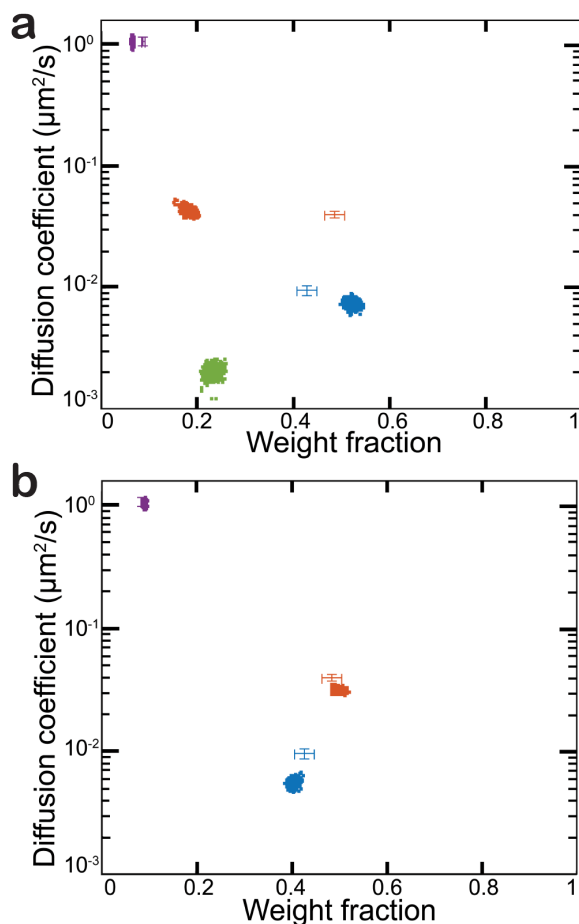 a
Diffusion coefficient (μm²/s)
10⁰
10⁻¹
10⁻²
10⁻³
0 0.2 0.4 0.6 0.8 1
Weight fraction
b
Diffusion coefficient (μm²/s)
10⁰
10⁻¹
10⁻²
10⁻³
0 0.2 0.4 0.6 0.8 1
Weight fraction